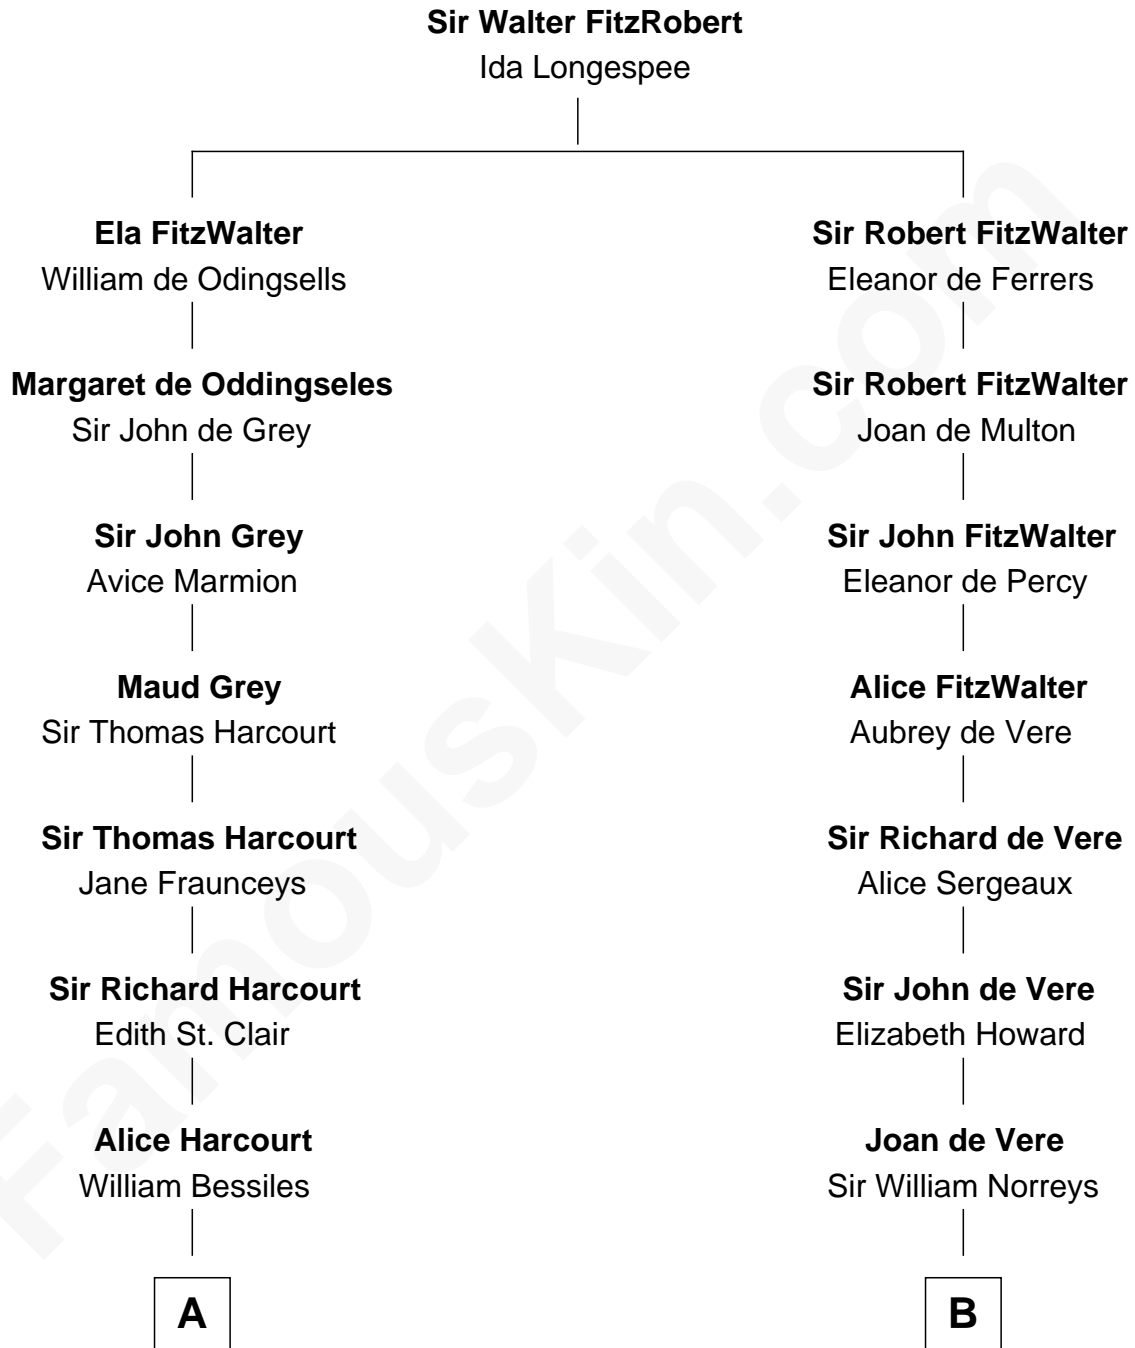 Sir Walter FitzRobert
Ida Longespee
Ela FitzWalter
William de Odingsells
Sir Robert FitzWalter
Eleanor de Ferrers
Margaret de Oddingseles
Sir John de Grey
Sir Robert FitzWalter
Joan de Multon
Sir John Grey
Avice Marmion
Sir John FitzWalter
Eleanor de Percy
Maud Grey
Sir Thomas Harcourt
Alice FitzWalter
Aubrey de Vere
Sir Thomas Harcourt
Jane Fraunceys
Sir Richard de Vere
Alice Sergeaux
Sir Richard Harcourt
Edith St. Clair
Sir John de Vere
Elizabeth Howard
Alice Harcourt
William Bessiles
Joan de Vere
Sir William Norreys
A
B
FamousKin.com